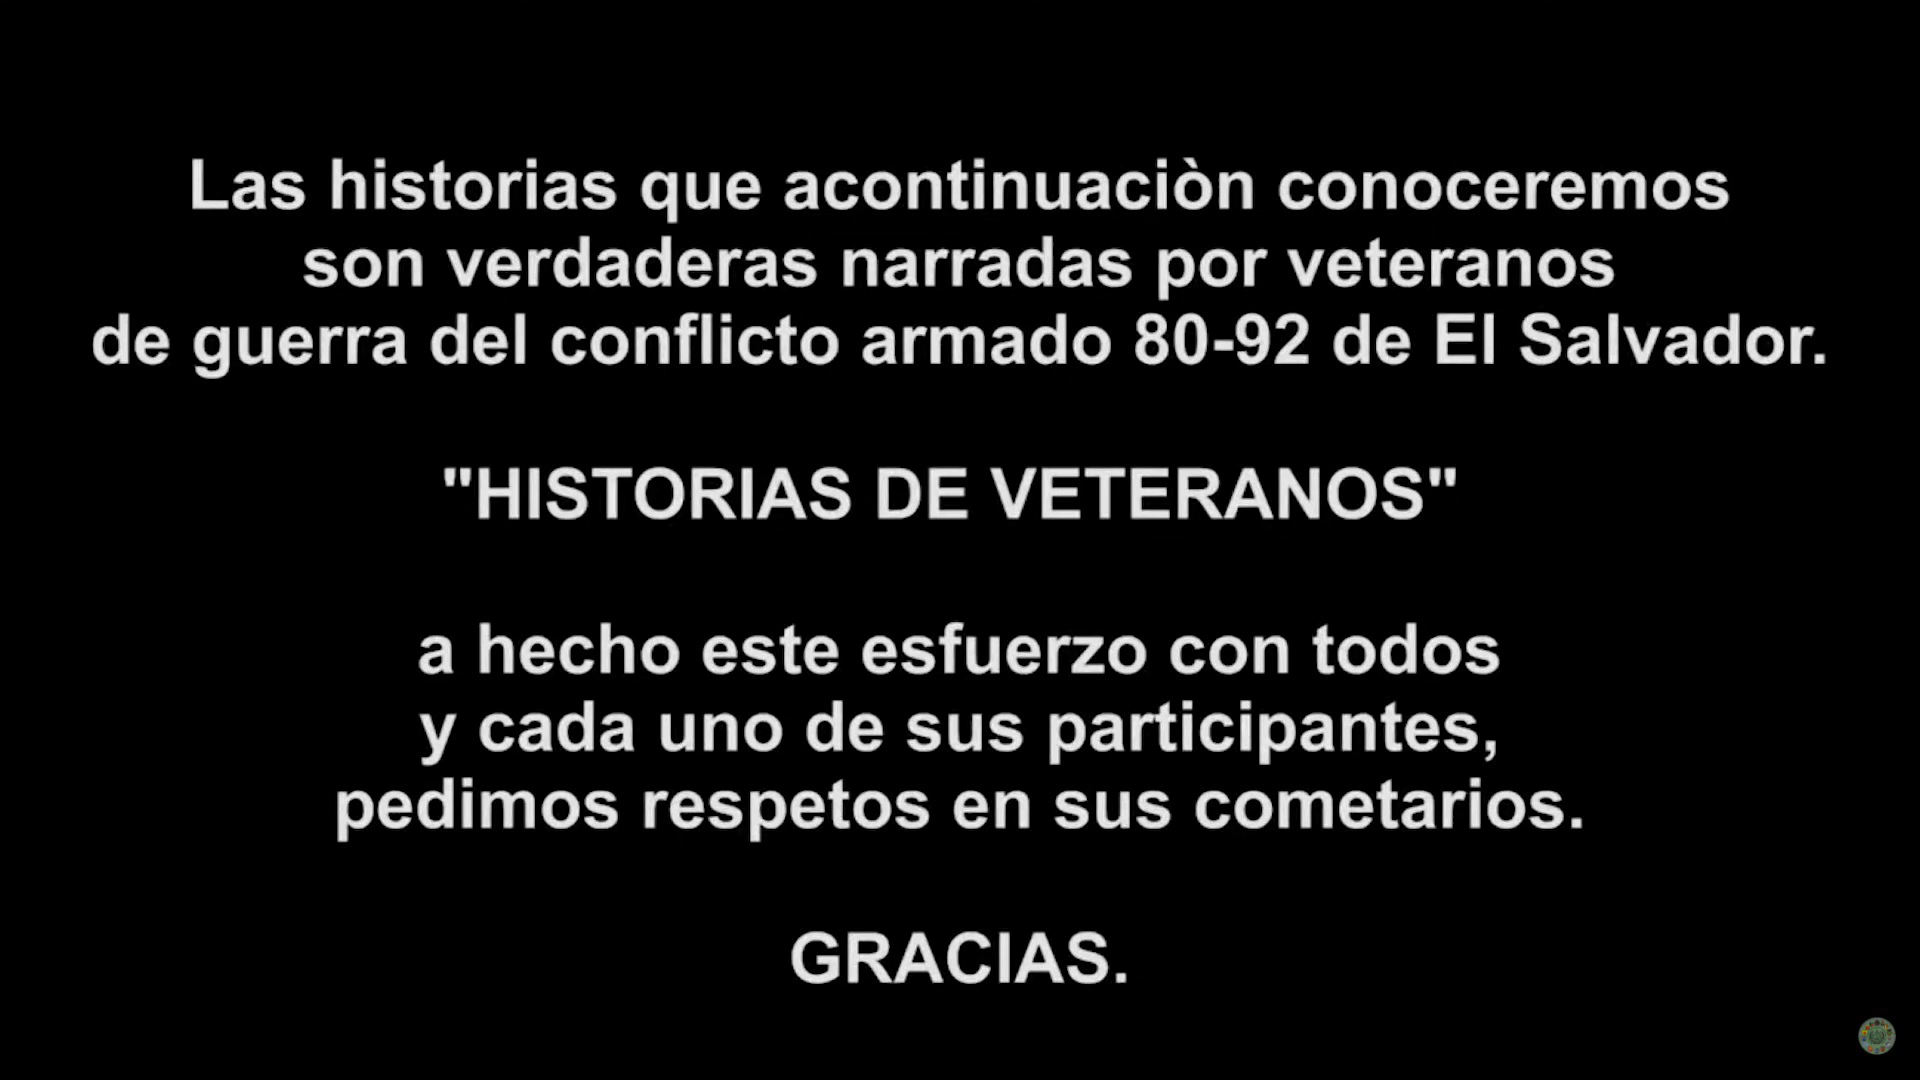 Las historias que acontinuaciòn conoceremos
son verdaderas narradas por veteranos
de guerra del conflicto armado 80-92 de El Salvador.
"HISTORIAS DE VETERANOS"
a hecho este esfuerzo con todos
y cada uno de sus participantes,
pedimos respetos en sus cometarios.
GRACIAS.